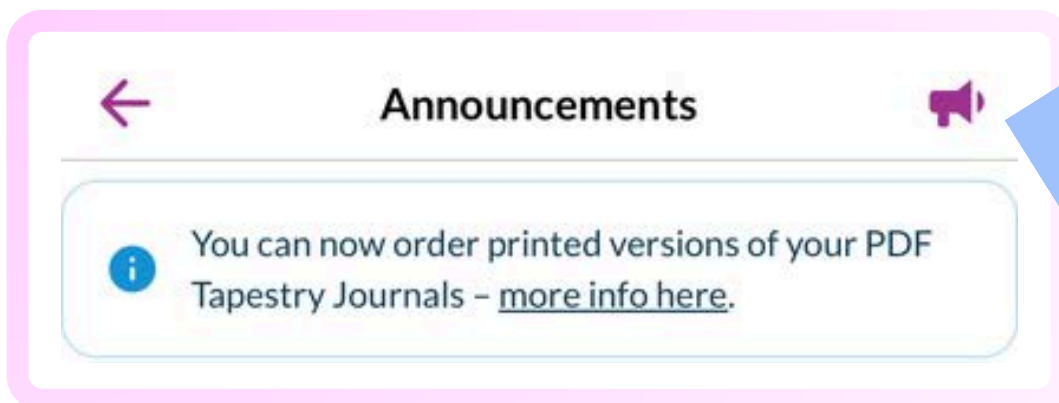 Announcements
You can now order printed versions of your PDF
Tapestry Journals – more info here.